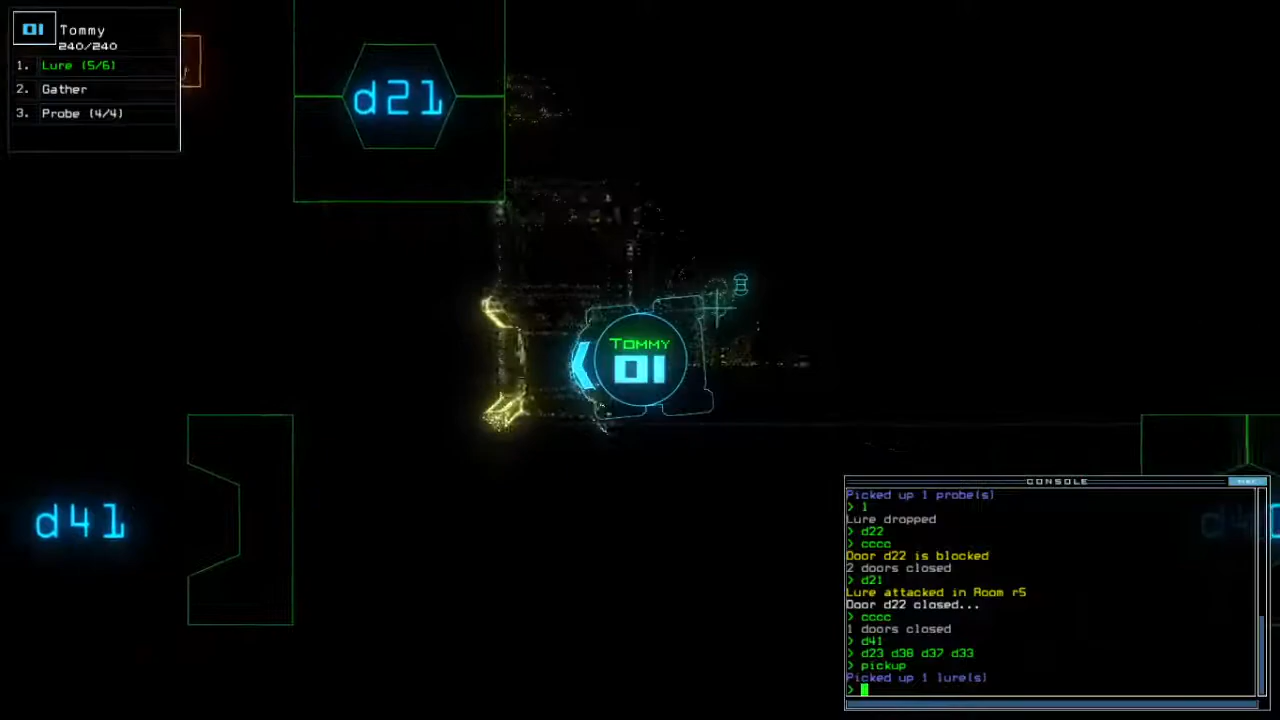 01 Tommy
240/240
1. Lure (5/6)
2. Gather
3. Probe (4/4)
d21
TOMMY
01
d41
CONSOLE
Picked up 1 probe(s)
> 1
Lure dropped
> d22
> cccc
Door d22 is blocked
2 doors closed
> d21
Lure attacked in Room r5
Door d22 closed...
> cccc
1 doors closed
> d41
> d23 d38 d37 d33
> pickup
Picked up 1 lure(s)
>